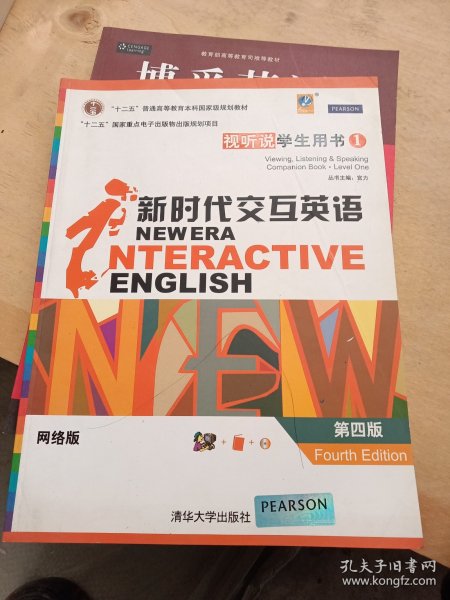 CENGAGE
Learning
教育部高等教育司推荐教材
"十二五"普通高等教育本科国家级规划教材
PEARSON
"十二五"国家重点电子出版物出版规划项目
视听说 学生用书 1
Viewing, Listening & Speaking
Companion Book · Level One
丛书主编：官力
新时代交互英语
NEW ERA
INTERACTIVE
ENGLISH
NEW
网络版
第四版
Fourth Edition
清华大学出版社
PEARSON
孔夫子旧书网
www.kongfz.com